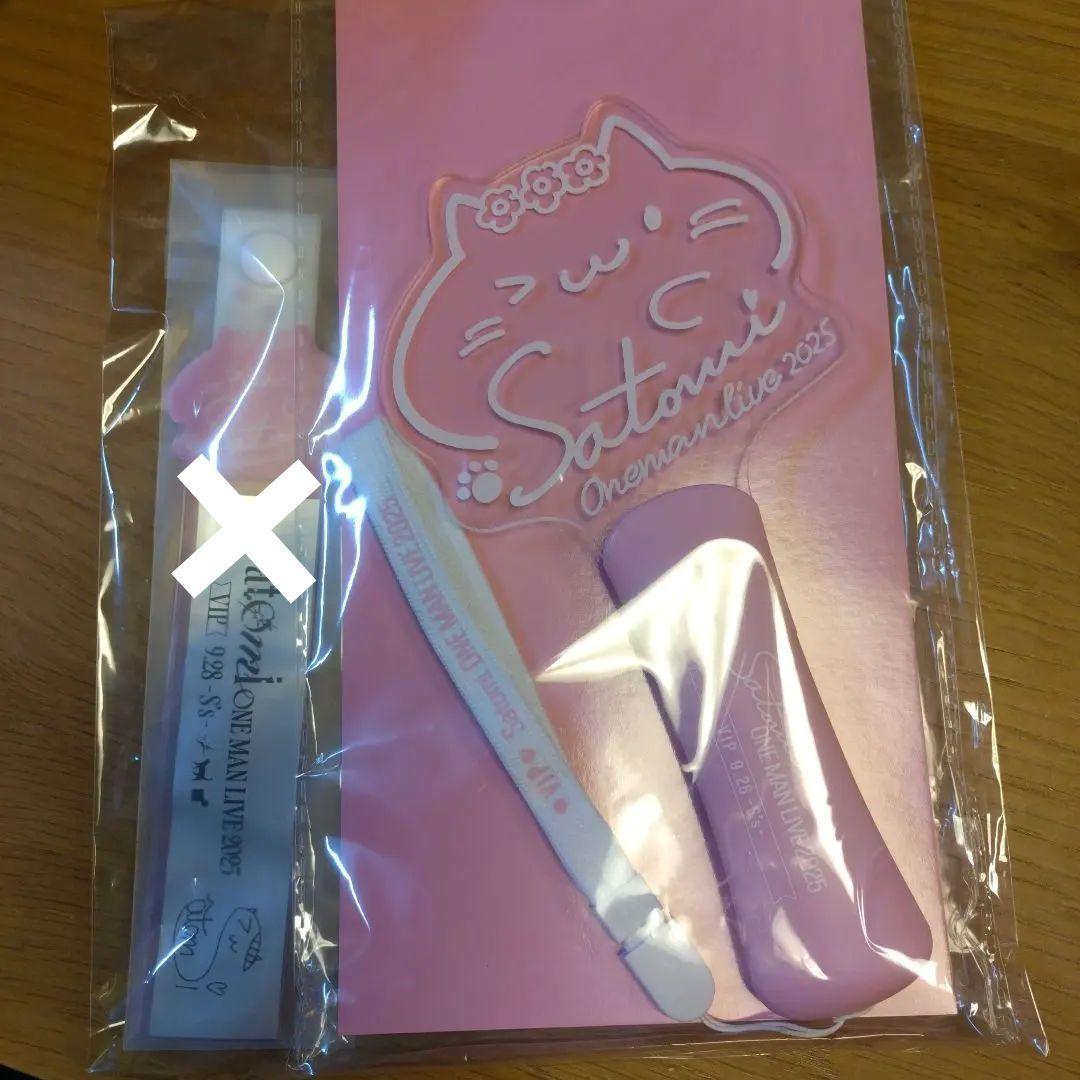 Satomi
Onemanlive 2025
VIP Satomi ONE MAN LIVE 2025
ONE MAN LIVE 2025
VIP 9.28 -S's-
ONE MAN LIVE 2025
VIP 9.28 -S's-